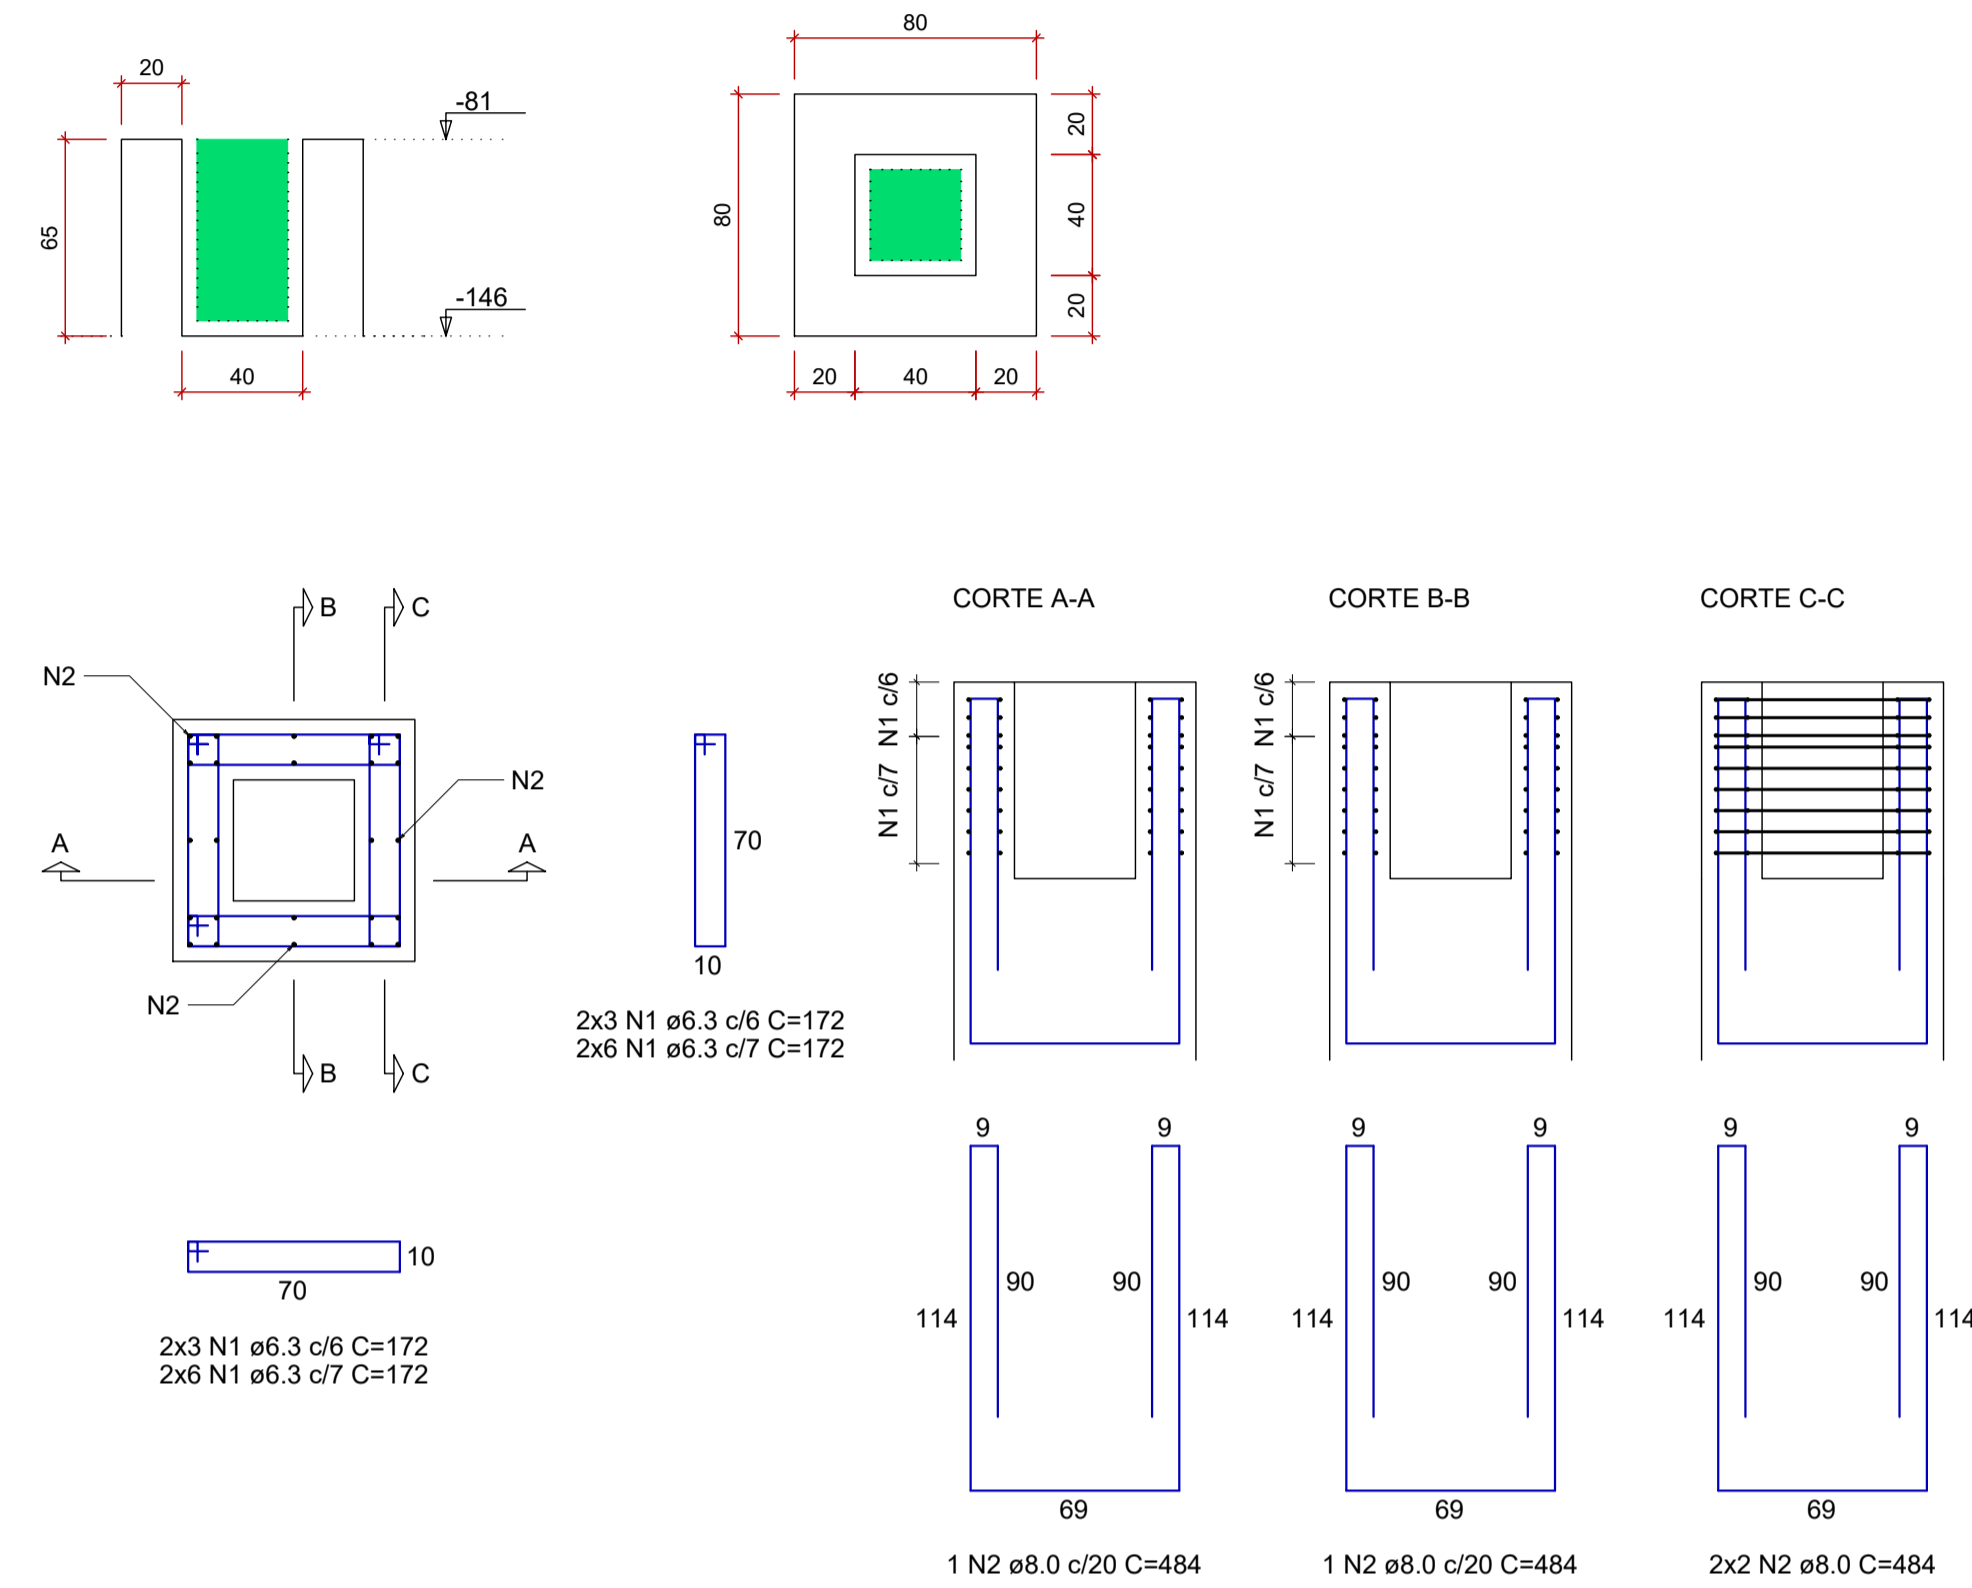 80
20
-81
20
65
80
40
-146
20
40
20
40
20
B
C
CORTE A-A
CORTE B-B
CORTE C-C
N2
N1 c/6
N1 c/6
N2
N1 c/7
N1 c/7
A
A
70
10
N2
2x3 N1 ø6.3 c/6 C=172
2x6 N1 ø6.3 c/7 C=172
B
C
9
9
9
9
9
9
10
70
90
90
90
90
90
90
114
114
114
114
114
114
2x3 N1 ø6.3 c/6 C=172
2x6 N1 ø6.3 c/7 C=172
69
69
69
1 N2 ø8.0 c/20 C=484
1 N2 ø8.0 c/20 C=484
2x2 N2 ø8.0 C=484